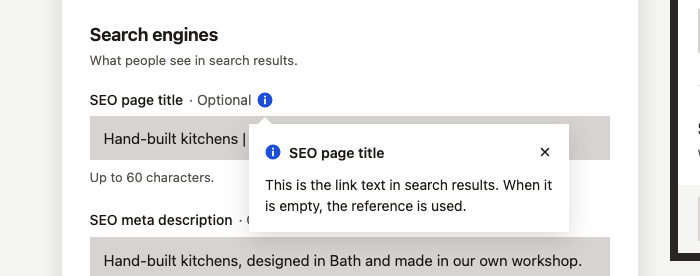 Search engines
What people see in search results.
SEO page title · Optional
Hand-built kitchens |
SEO page title
This is the link text in search results. When it
is empty, the reference is used.
Up to 60 characters.
SEO meta description ·
Hand-built kitchens, designed in Bath and made in our own workshop.